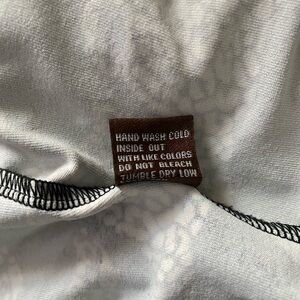 HAND WASH COLD
INSIDE OUT
WITH LIKE COLORS
DO NOT BLEACH
TUMBLE DRY LOW